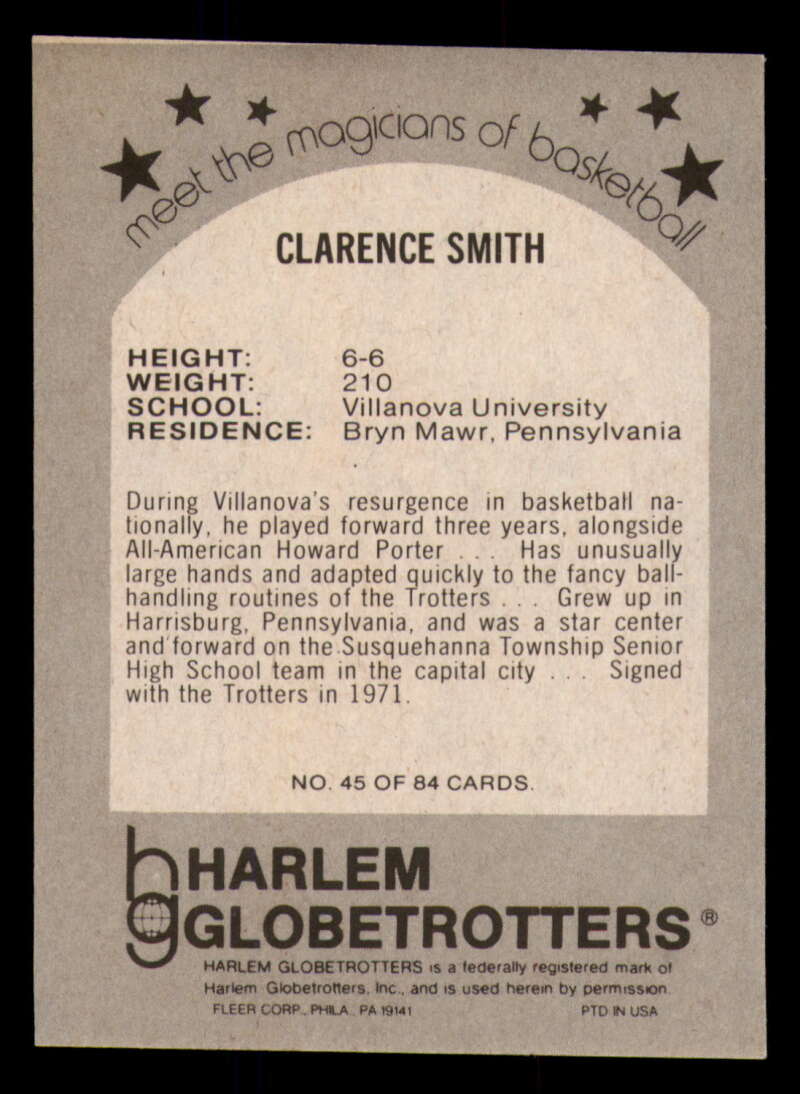 meet the magicians of basketball
CLARENCE SMITH
HEIGHT: 6-6
WEIGHT: 210
SCHOOL: Villanova University
RESIDENCE: Bryn Mawr, Pennsylvania
During Villanova's resurgence in basketball na-
tionally, he played forward three years, alongside
All-American Howard Porter . . . Has unusually
large hands and adapted quickly to the fancy ball-
handling routines of the Trotters . . . Grew up in
Harrisburg, Pennsylvania, and was a star center
and forward on the Susquehanna Township Senior
High School team in the capital city . . . Signed
with the Trotters in 1971.
NO. 45 OF 84 CARDS.
hg HARLEM
GLOBETROTTERS®
HARLEM GLOBETROTTERS is a federally registered mark of
Harlem Globetrotters, Inc., and is used herein by permission.
FLEER CORP., PHILA., PA 19141 PTD IN USA